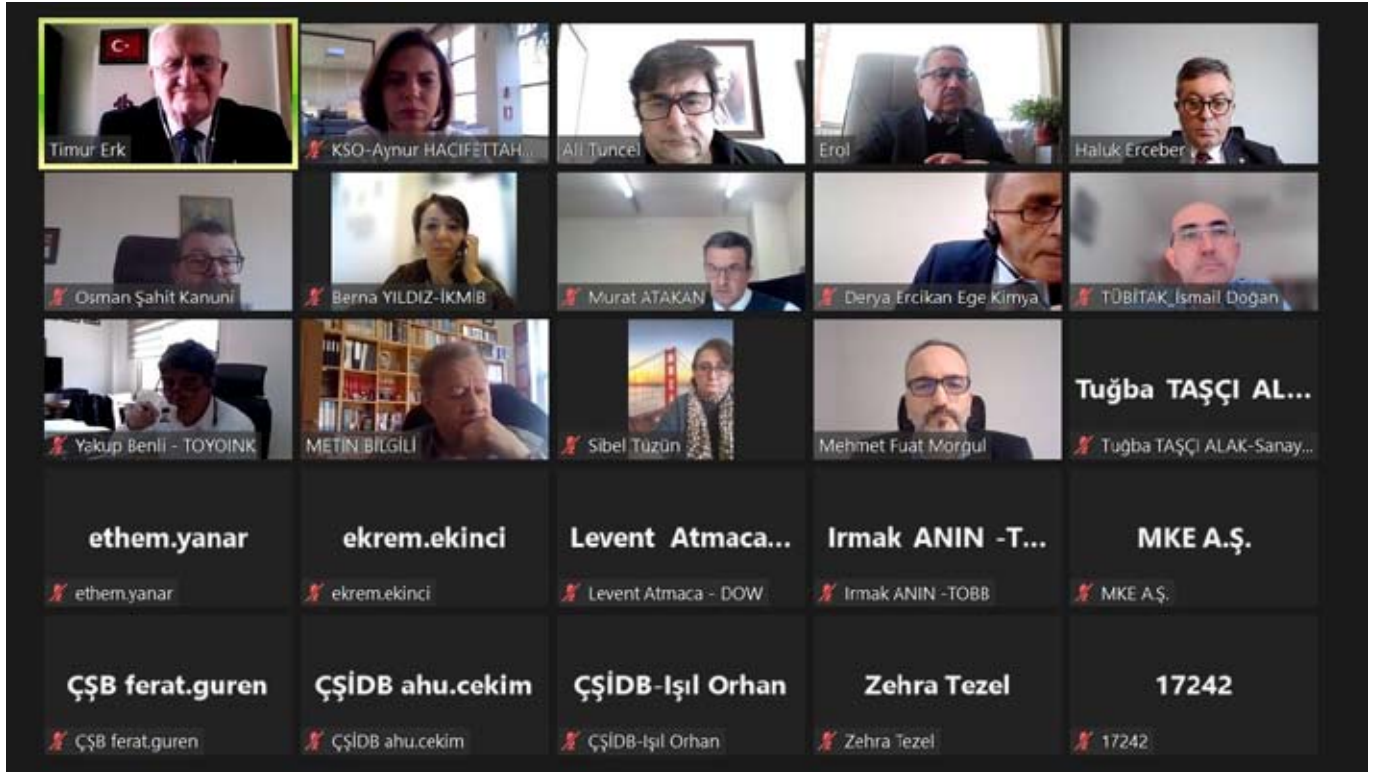 Timur Erk
KSO-Aynur HACIFETTAH...
Ali Tuncel
Erol
Haluk Erceber
Osman Şahit Kanuni
Berna YILDIZ-İKMİB
Murat ATAKAN
Derya Ercikan Ege Kimya
TÜBİTAK_İsmail Doğan
Yakup Benli - TOYOINK
METİN BİLGİLİ
Sibel Tüzün
Mehmet Fuat Morgul
Tuğba TAŞÇI AL...
Tuğba TAŞÇI ALAK-Sanay...
ethem.yanar
ethem.yanar
ekrem.ekinci
ekrem.ekinci
Levent Atmaca...
Levent Atmaca - DOW
Irmak ANIN -T...
Irmak ANIN -TOBB
MKE A.Ş.
MKE A.Ş.
ÇŞB ferat.guren
ÇŞB ferat.guren
ÇŞİDB ahu.cekim
ÇŞİDB ahu.cekim
ÇŞİDB-Işıl Orhan
ÇŞİDB-Işıl Orhan
Zehra Tezel
Zehra Tezel
17242
17242